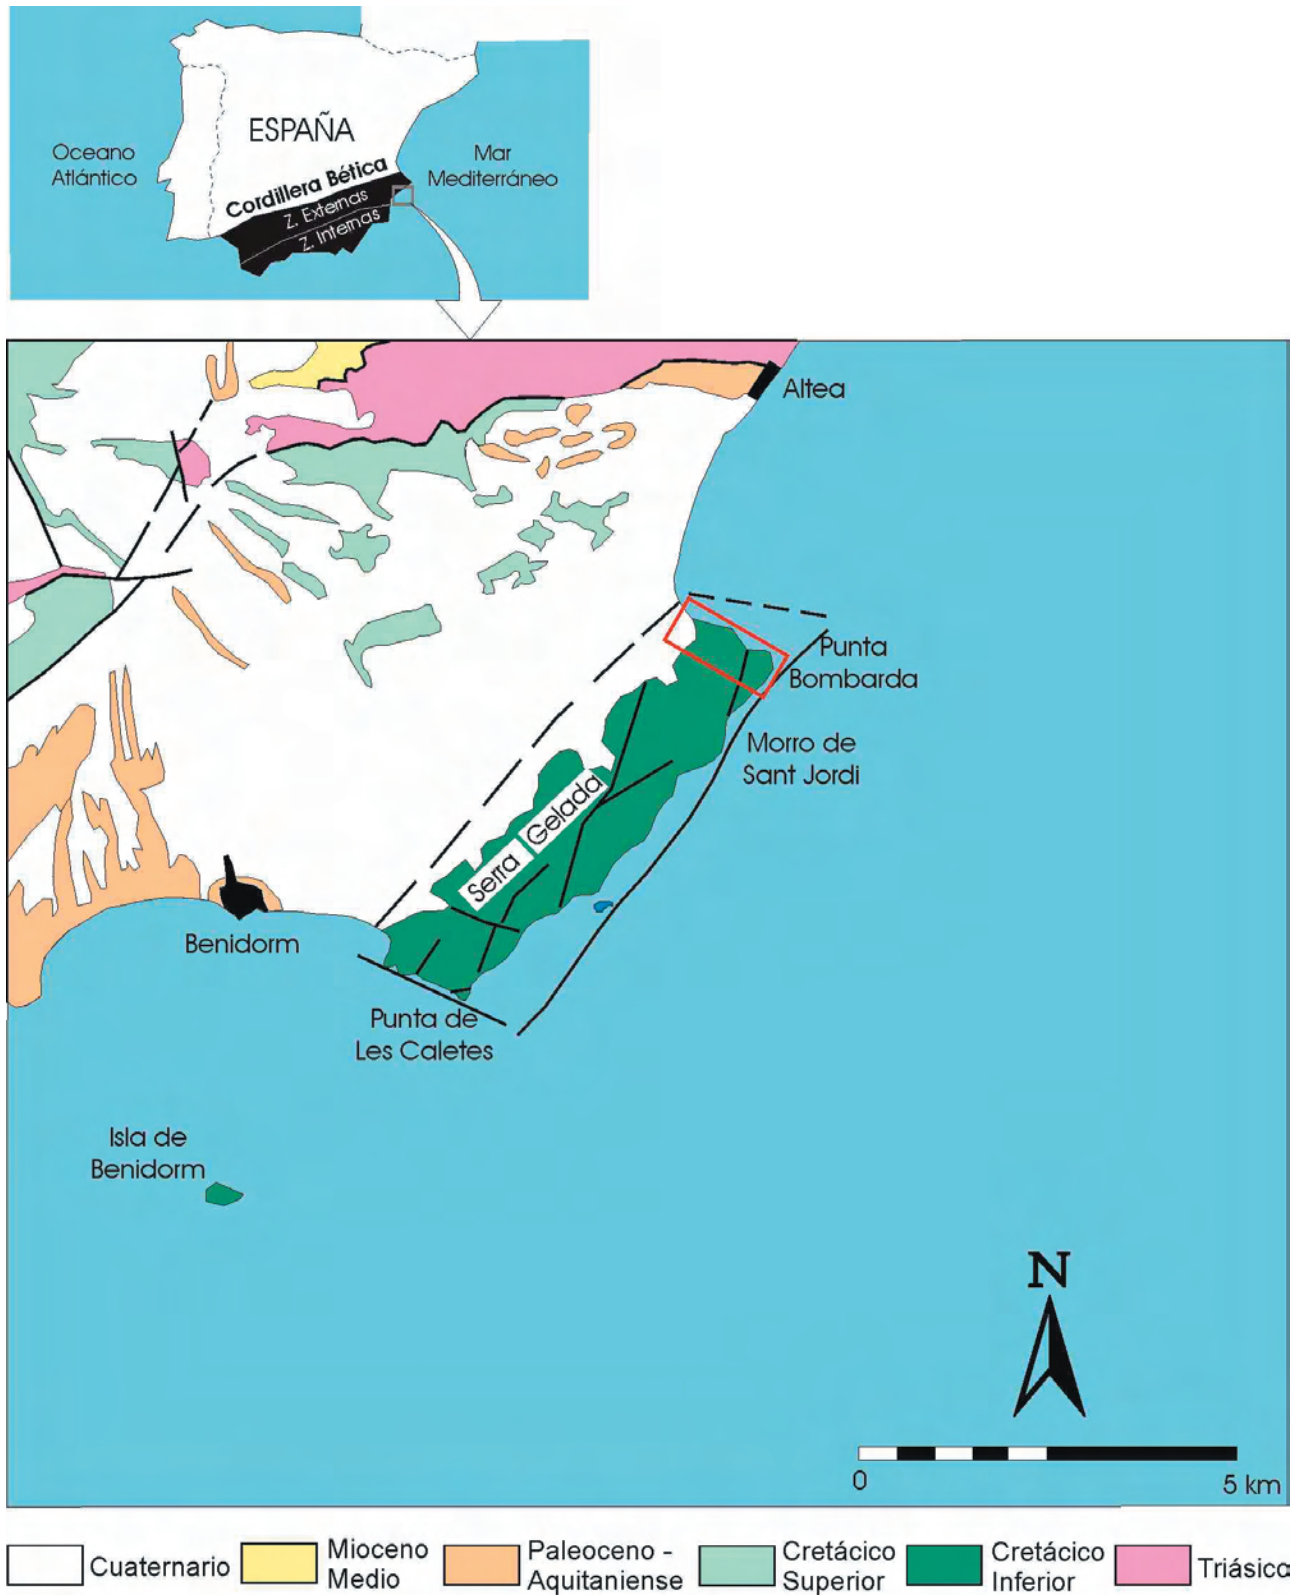 ESPAÑA
Oceano
Atlántico
Mar
Mediterráneo
Cordillera Bética
Z. Externas
Z. Internas
Altea
Punta
Bombarda
Morro de
Sant Jordi
Serra Gelada
Benidorm
Punta de
Les Caletes
Isla de
Benidorm
N
0
5 km
Cuaternario
Mioceno
Medio
Paleoceno -
Aquitaniense
Cretácico
Superior
Cretácico
Inferior
Triásico